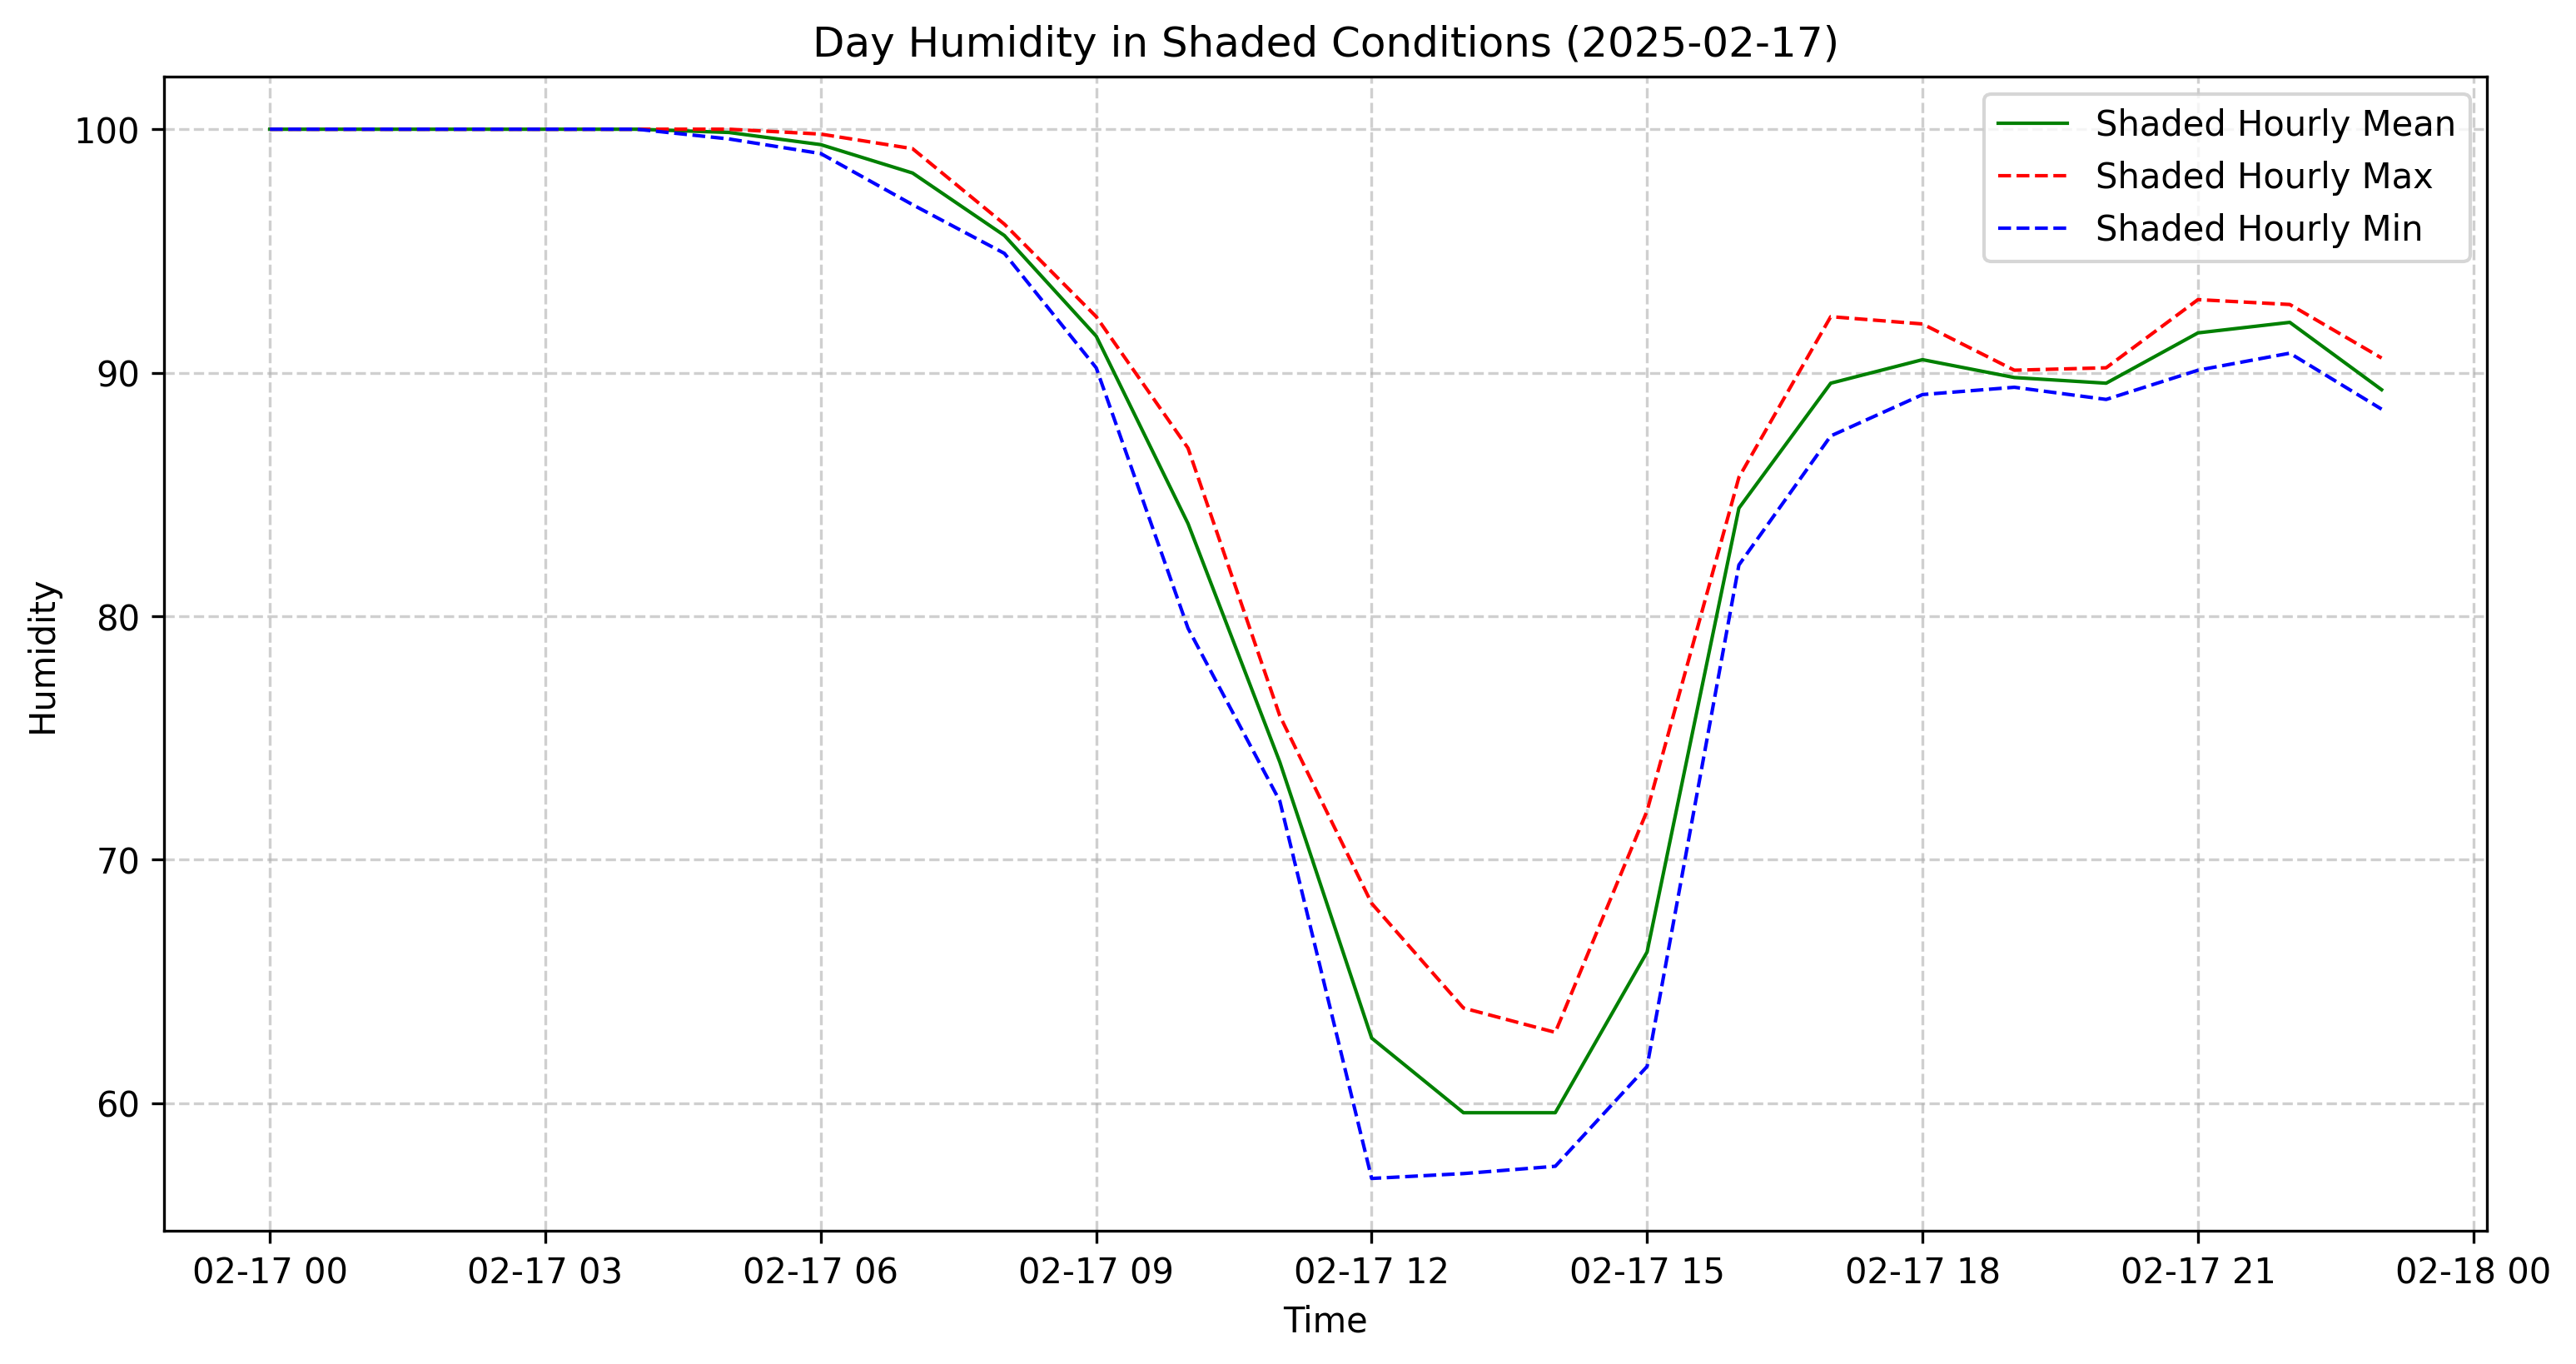 Day Humidity in Shaded Conditions (2025-02-17)
Shaded Hourly Mean
Shaded Hourly Max
Shaded Hourly Min
100
90
80
70
60
Humidity
02-17 00
02-17 03
02-17 06
02-17 09
02-17 12
02-17 15
02-17 18
02-17 21
02-18 00
Time